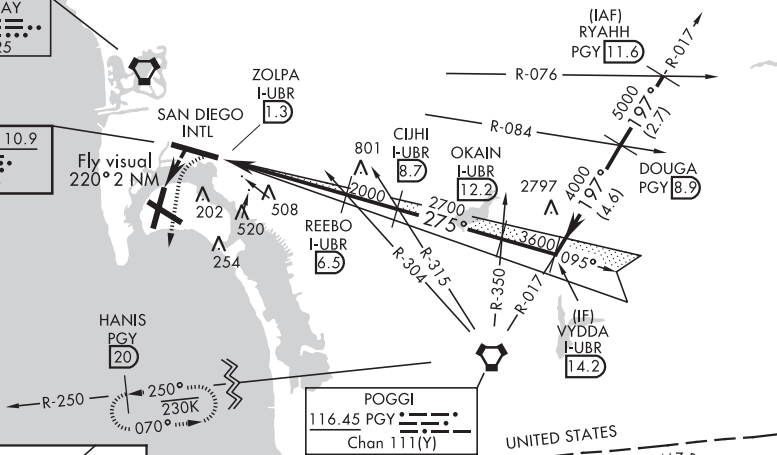 AY
25
10.9
(IAF)
RYAHH
PGY 11.6
R-017
R-076
ZOLPA
I-UBR
1.3
SAN DIEGO
INTL
5000
197°
(2.7)
R-084
CIJHI
I-UBR
8.7
OKAIN
I-UBR
12.2
801
Fly visual
220° 2 NM
DOUGA
PGY 8.9
4000
197°
(4.6)
2797
2000
2700
275°
3600
095°
202
508
520
254
REEBO
I-UBR
6.5
R-304
R-315
R-350
R-017
(IF)
VYDDA
I-UBR
14.2
HANIS
PGY
20
R-250
250°
230K
070°
POGGI
116.45 PGY
Chan 111(Y)
UNITED STATES